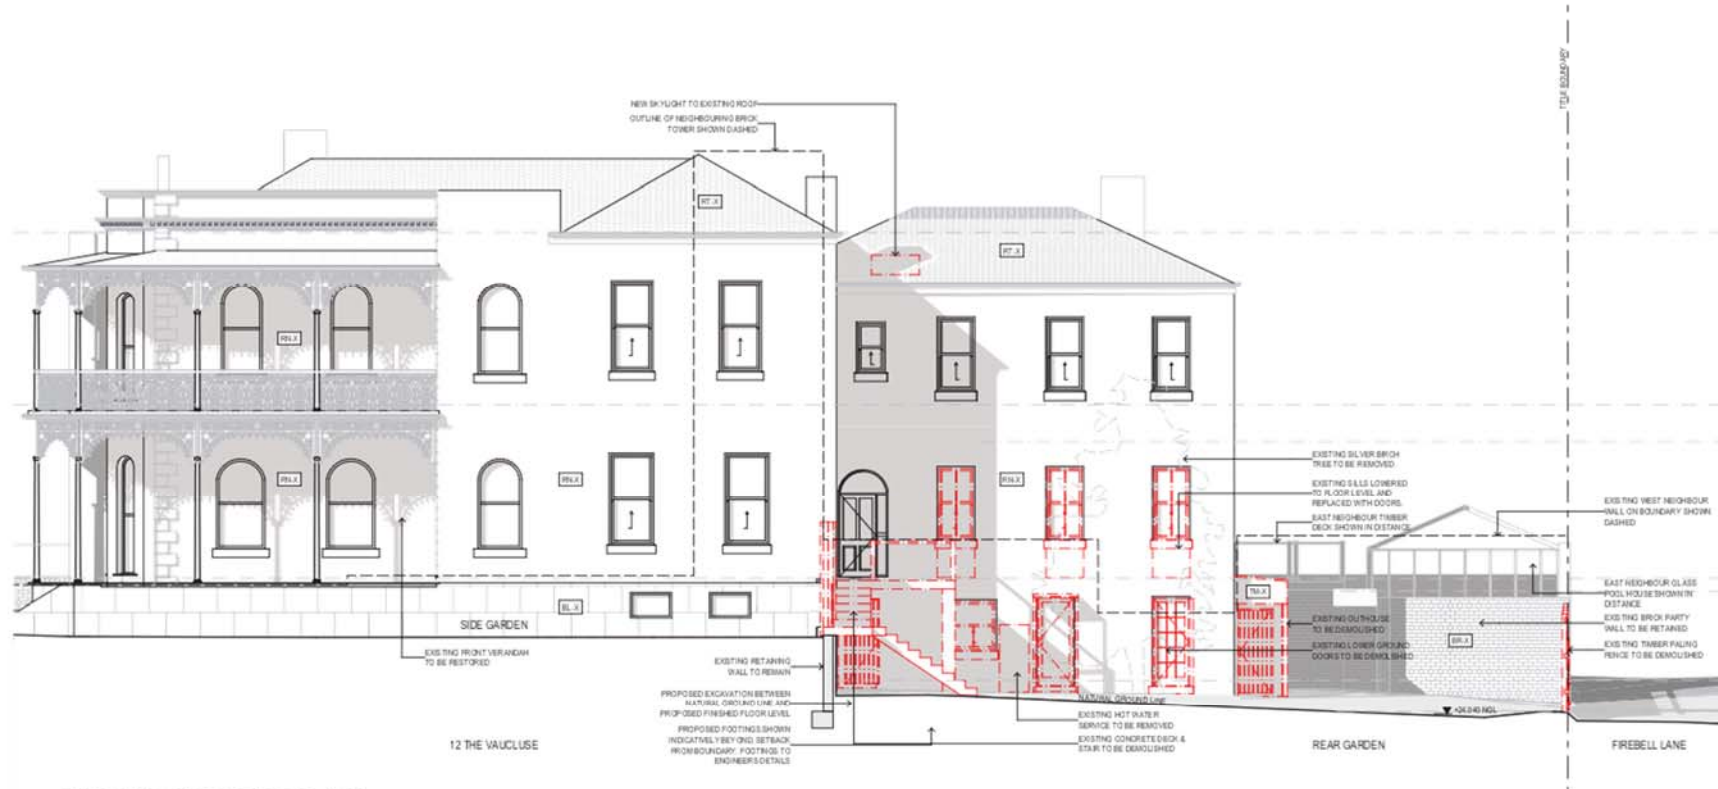 TITLE BOUNDARY
NEW SKYLIGHT TO EXISTING ROOF
OUTLINE OF NEIGHBOURING BRICK
TOWER SHOWN DASHED
RT-X
RT-X
RN-X
RN-X
RN-X
RN-X
EXISTING SILVER BIRCH
TREE TO BE REMOVED.
EXISTING SILLS LOWERED
TO FLOOR LEVEL AND
REPLACED WITH DOORS.
EAST NEIGHBOUR TIMBER
DECK SHOWN IN DISTANCE
EXISTING WEST NEIGHBOUR
WALL ON BOUNDARY SHOWN
DASHED
EAST NEIGHBOUR GLASS
POOL HOUSE SHOWN IN
DISTANCE
EXISTING BRICK PARTY
WALL TO BE RETAINED
EXISTING TIMBER PALING
FENCE TO BE DEMOLISHED
TM-X
BR-X
BL-X
SIDE GARDEN
EXISTING FRONT VERANDAH
TO BE RESTORED
EXISTING OUTHOUSE
TO BE DEMOLISHED
EXISTING LOWER GROUND
DOORS TO BE DEMOLISHED
EXISTING RETAINING
WALL TO REMAIN
PROPOSED EXCAVATION BETWEEN
NATURAL GROUND LINE AND
PROPOSED FINISHED FLOOR LEVEL
PROPOSED FOOTINGS SHOWN
INDICATIVELY BEYOND SETBACK
FROM BOUNDARY. FOOTINGS TO
ENGINEERS DETAILS
NATURAL GROUND LINE
EXISTING HOT WATER
SERVICE TO BE REMOVED
EXISTING CONCRETE DECK &
STAIR TO BE DEMOLISHED
12 THE VAUCLUSE
REAR GARDEN
FIREBELL LANE